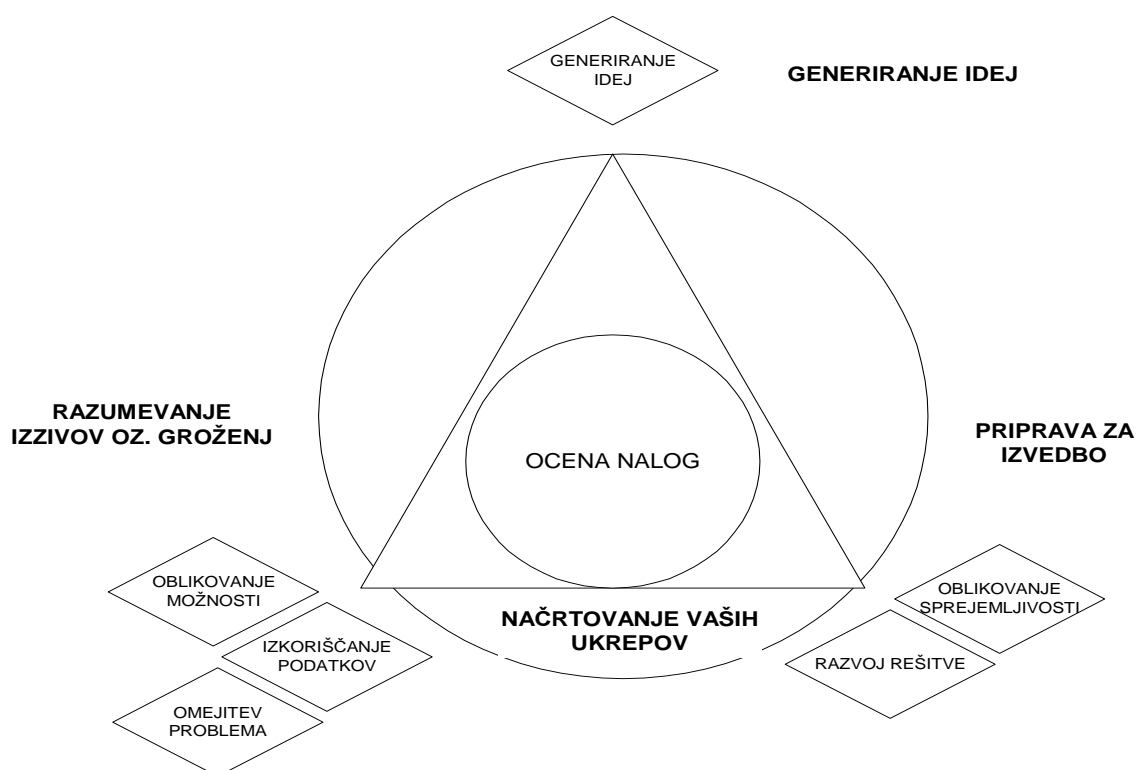 GENERIRANJE
IDEJ
GENERIRANJE IDEJ
RAZUMEVANJE
IZZIVOV OZ. GROŽENJ
OCENA NALOG
PRIPRAVA ZA
IZVEDBO
OBLIKOVANJE
MOŽNOSTI
IZKORIŠČANJE
PODATKOV
OMEJITEV
PROBLEMA
NAČRTOVANJE VAŠIH
UKREPOV
OBLIKOVANJE
SPREJEMLJIVOSTI
RAZVOJ REŠITVE